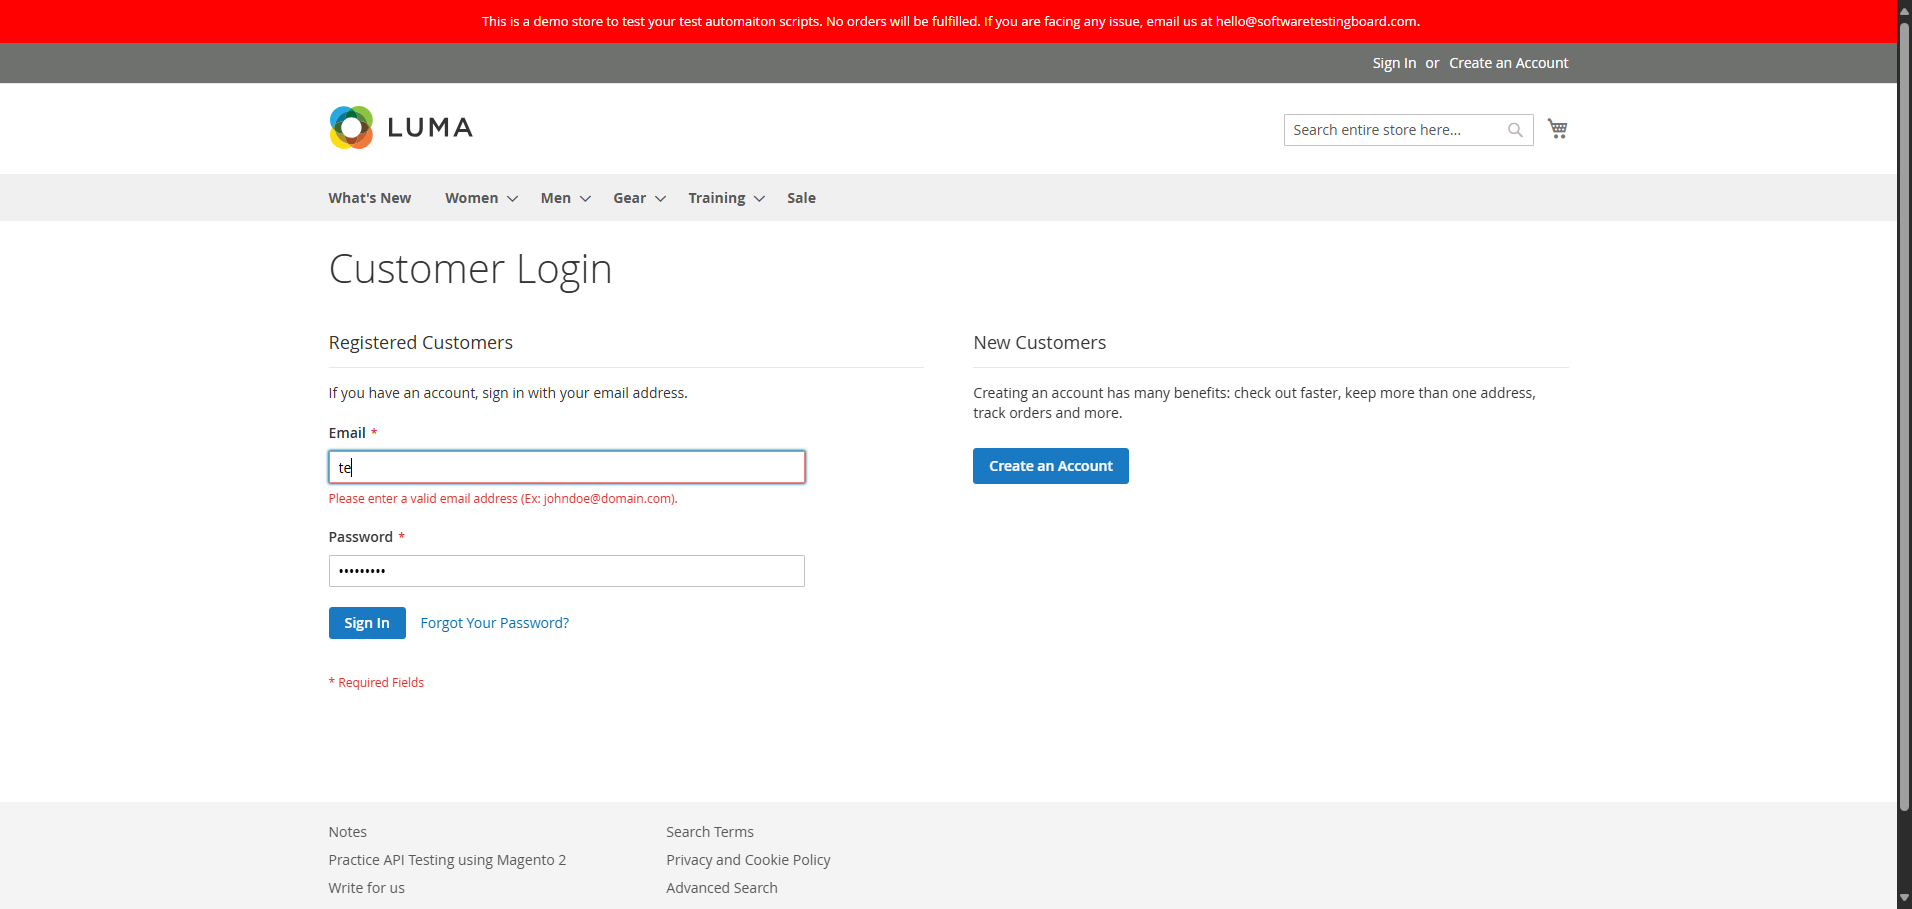 This is a demo store to test your test automaiton scripts. No orders will be fulfilled. If you are facing any issue, email us at hello@softwaretestingboard.com.
Sign In or Create an Account
LUMA
Search entire store here...
What's New Women Men Gear Training Sale
Customer Login
Registered Customers
If you have an account, sign in with your email address.
Email *
te
Please enter a valid email address (Ex: johndoe@domain.com).
Password *
•••••••••
Sign In Forgot Your Password?
* Required Fields
New Customers
Creating an account has many benefits: check out faster, keep more than one address,
track orders and more.
Create an Account
Notes
Practice API Testing using Magento 2
Write for us
Search Terms
Privacy and Cookie Policy
Advanced Search